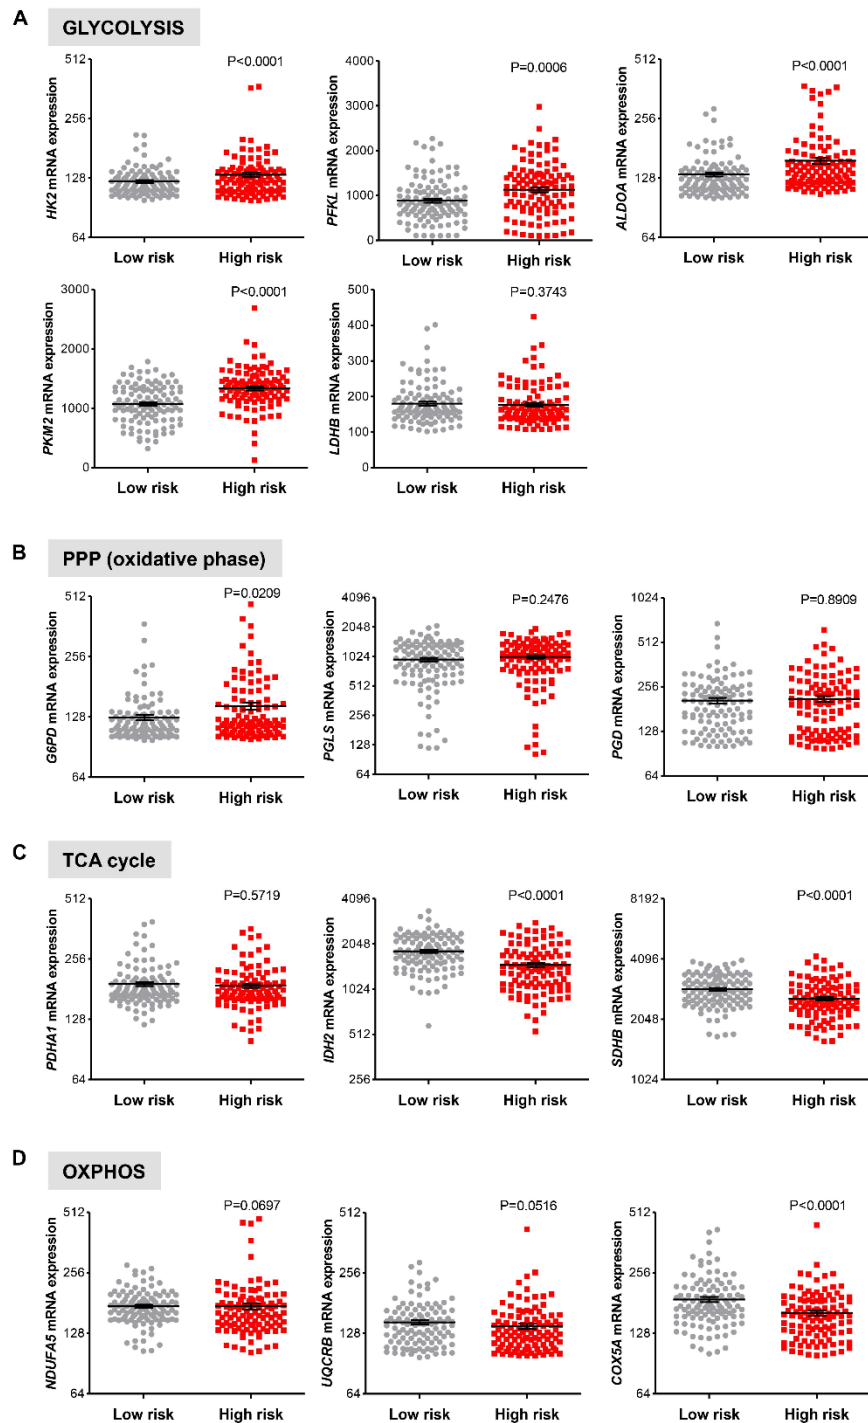 A GLYCOLYSIS
P<0.0001
HK2 mRNA expression
512
256
128
64
Low risk High risk
P=0.0006
PFKL mRNA expression
4000
3000
2000
1000
0
Low risk High risk
P<0.0001
ALDOA mRNA expression
512
256
128
64
Low risk High risk
P<0.0001
PKM2 mRNA expression
3000
2000
1000
0
Low risk High risk
P=0.3743
LDHB mRNA expression
500
400
300
200
100
0
Low risk High risk
B PPP (oxidative phase)
P=0.0209
G6PD mRNA expression
512
256
128
64
Low risk High risk
P=0.2476
PGLS mRNA expression
4096
2048
1024
512
256
128
64
Low risk High risk
P=0.8909
PGD mRNA expression
1024
512
256
128
64
Low risk High risk
C TCA cycle
P=0.5719
PDHA1 mRNA expression
512
256
128
64
Low risk High risk
P<0.0001
IDH2 mRNA expression
4096
2048
1024
512
256
Low risk High risk
P<0.0001
SDHB mRNA expression
8192
4096
2048
1024
Low risk High risk
D OXPHOS
P=0.0697
NDUFA5 mRNA expression
512
256
128
64
Low risk High risk
P=0.0516
UQCRB mRNA expression
512
256
128
64
Low risk High risk
P<0.0001
COX5A mRNA expression
512
256
128
64
Low risk High risk